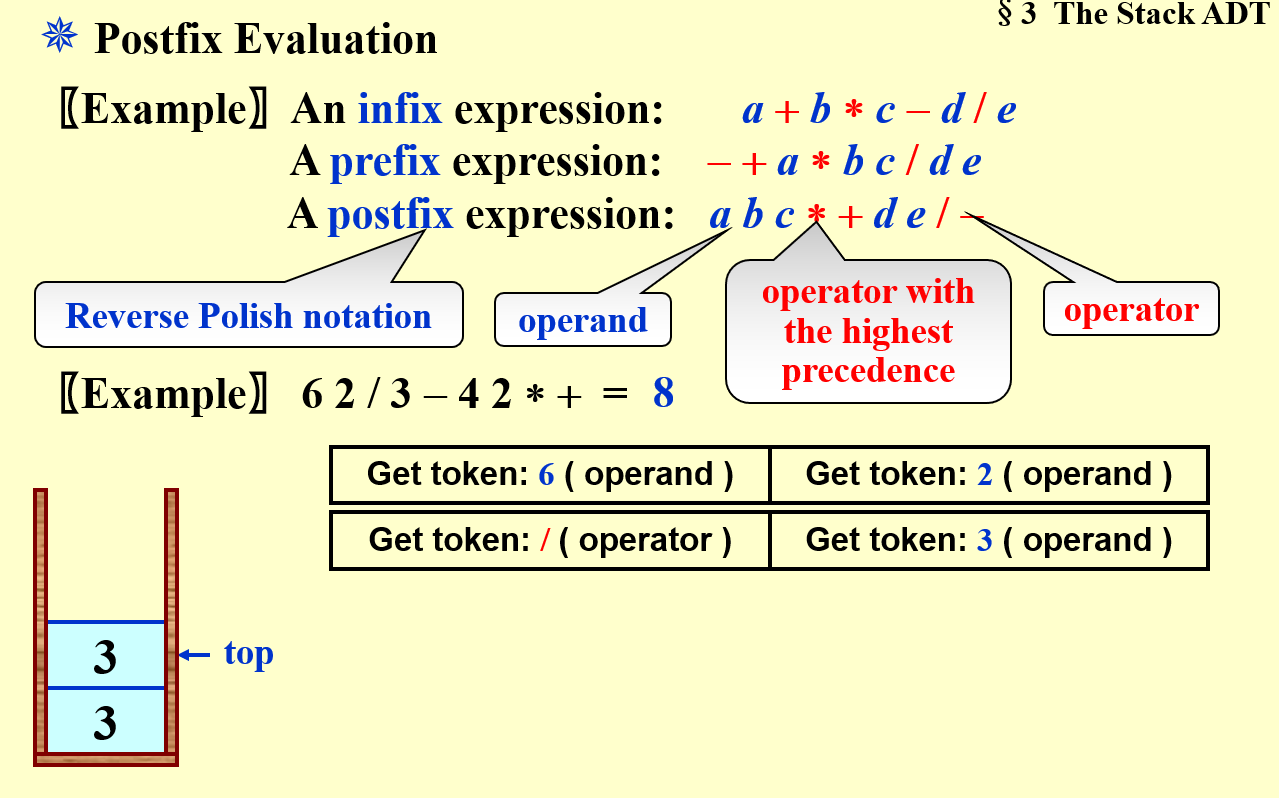 § 3 The Stack ADT
Postfix Evaluation
〖Example〗 An infix expression: a + b * c – d / e
A prefix expression: – + a * b c / d e
A postfix expression: a b c * + d e / –
Reverse Polish notation
operand
operator with
the highest
precedence
operator
〖Example〗 6 2 / 3 – 4 2 * + = 8
Get token: 6 ( operand ) Get token: 2 ( operand )
Get token: / ( operator ) Get token: 3 ( operand )
3 top
3